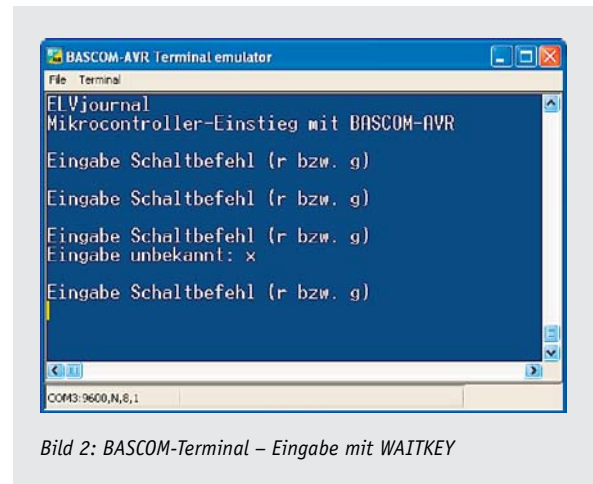 BASCOM-AVR Terminal emulator
File Terminal
ELVjournal
Mikrocontroller-Einstieg mit BASCOM-AVR
Eingabe Schaltbefehl (r bzw. g)
Eingabe Schaltbefehl (r bzw. g)
Eingabe Schaltbefehl (r bzw. g)
Eingabe unbekannt: x
Eingabe Schaltbefehl (r bzw. g)
COM3:9600,N,8,1
Bild 2: BASCOM-Terminal – Eingabe mit WAITKEY